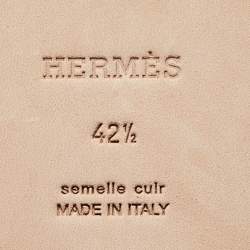 HERMÈS
42½
semelle cuir
MADE IN ITALY